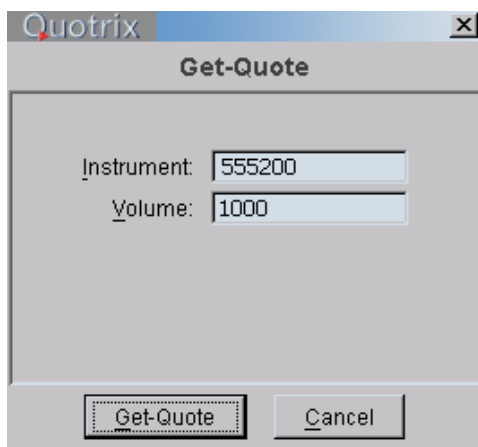 Quotrix
Get-Quote
Instrument: 555200
Volume: 1000
Get-Quote Cancel